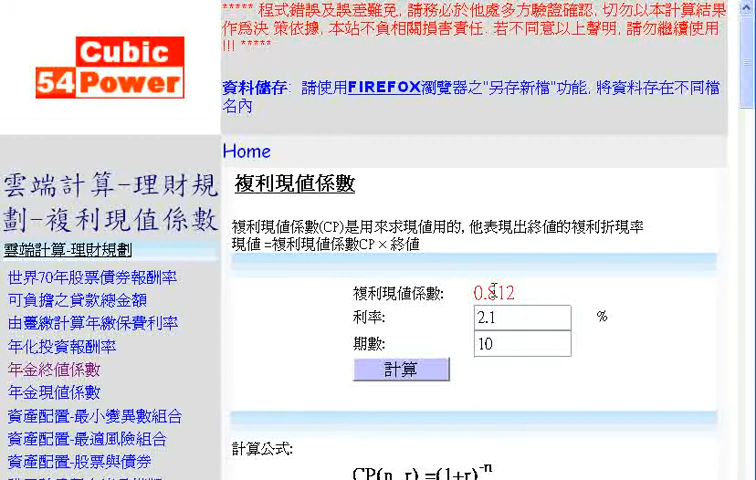 ***** 程式錯誤及誤差難免, 請務必於他處多方驗證確認, 切勿以本計算結果
作為決 策依據, 本站不負相關損害責任. 若不同意以上聲明, 請勿繼續使用
!!! *****
Cubic
54Power
資料儲存: 請使用FIREFOX瀏覽器之"另存新檔"功能, 將資料存在不同檔
名內
Home
雲端計算-理財規
劃-複利現值係數
雲端計算-理財規劃
世界70年股票債券報酬率
可負擔之貸款總金額
由躉繳計算年繳保費利率
年化投資報酬率
年金終值係數
年金現值係數
資產配置-最小變異數組合
資產配置-最適風險組合
資產配置-股票與債券
複利現值係數
複利現值係數(CP)是用來求現值用的, 他表現出終值的複利折現率
現值 =複利現值係數CP × 終值
複利現值係數: 0.812
利率: 2.1 %
期數: 10
計算
計算公式:
CP(n, r) =(1+r)⁻ⁿ